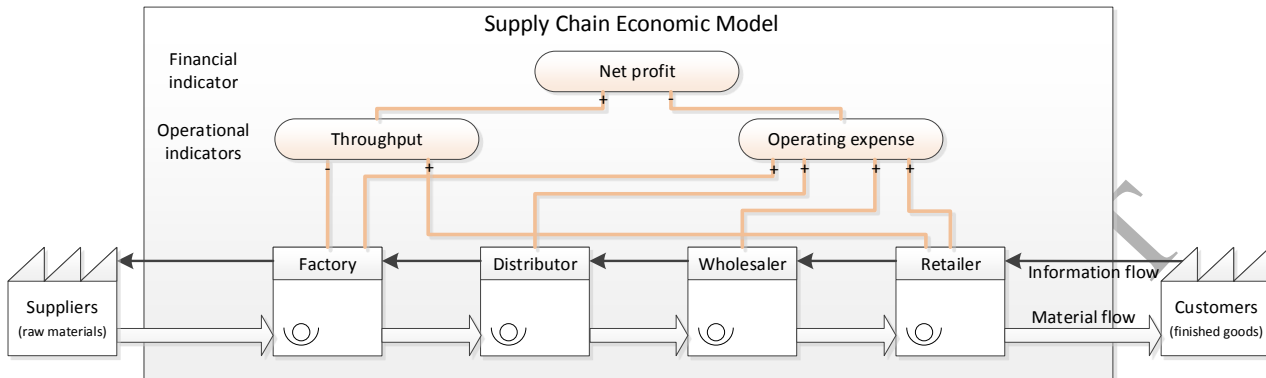 Supply Chain Economic Model
Financial
indicator
Net profit
+
-
Operational
indicators
Throughput
Operating expense
-
+
+
+
+
+
Factory
Distributor
Wholesaler
Retailer
Information flow
Suppliers
(raw materials)
Material flow
Customers
(finished goods)